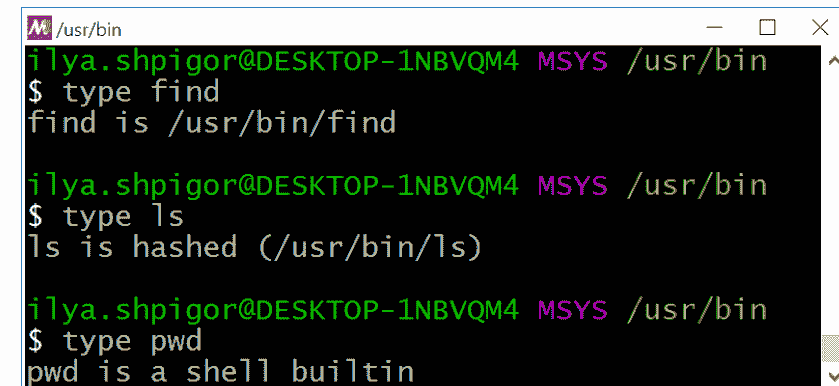 /usr/bin
ilya.shpigor@DESKTOP-1NBVQM4 MSYS /usr/bin
$ type find
find is /usr/bin/find
ilya.shpigor@DESKTOP-1NBVQM4 MSYS /usr/bin
$ type ls
ls is hashed (/usr/bin/ls)
ilya.shpigor@DESKTOP-1NBVQM4 MSYS /usr/bin
$ type pwd
pwd is a shell builtin